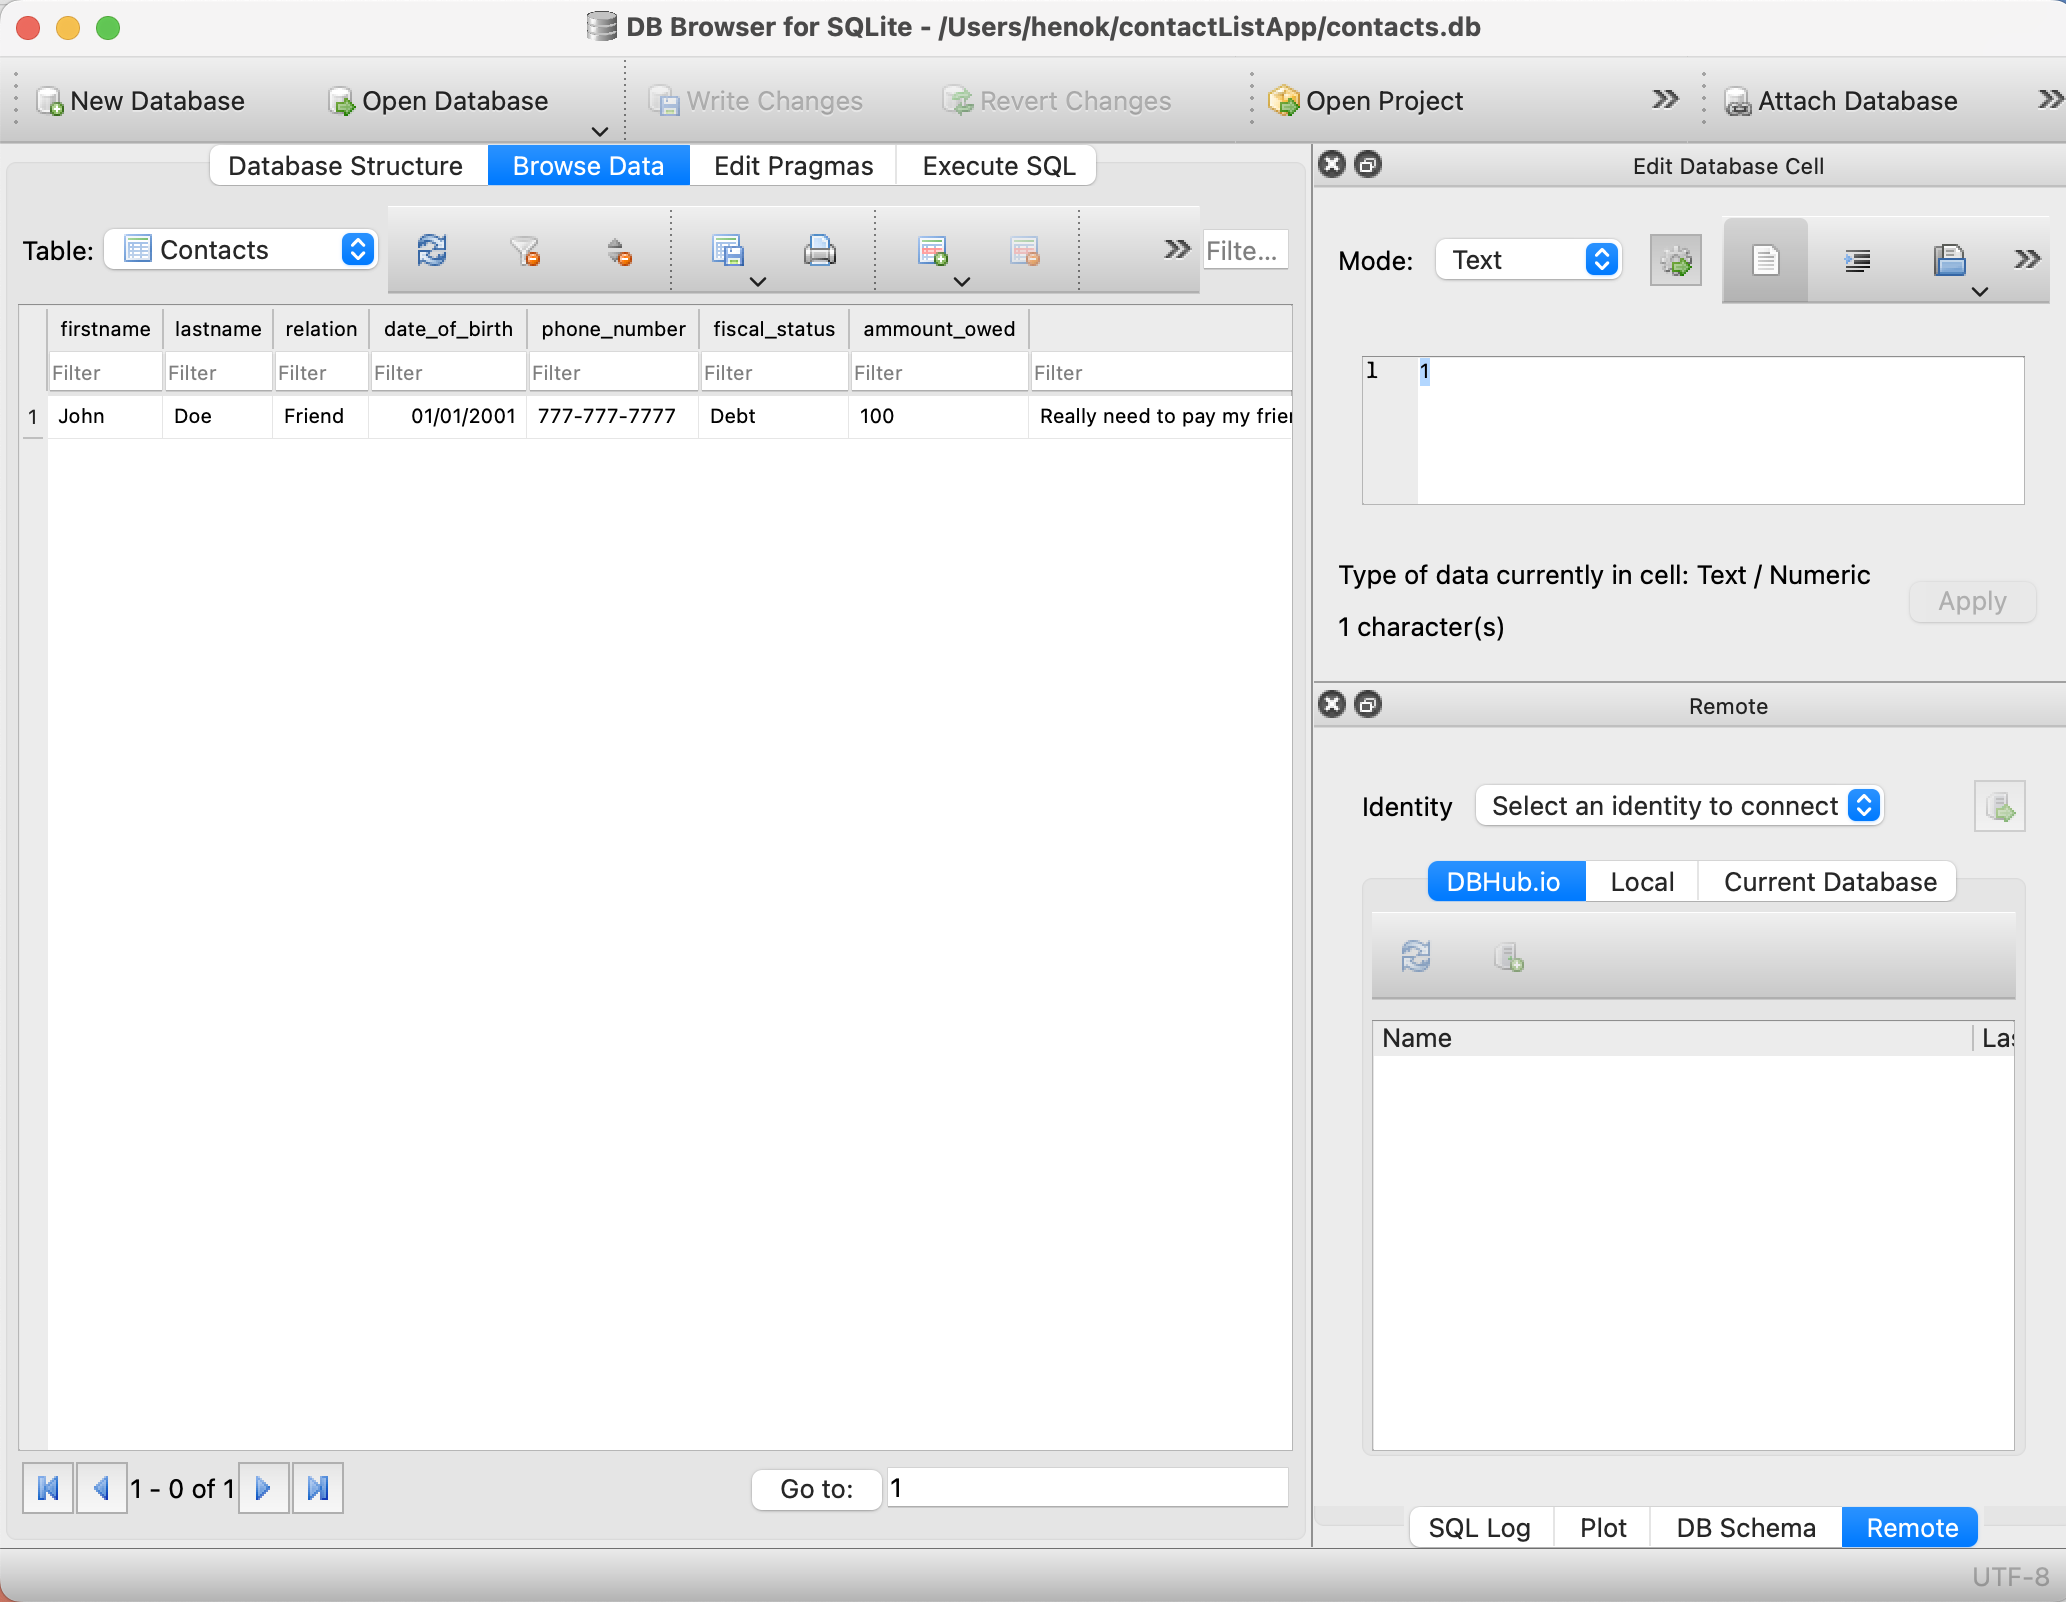 DB Browser for SQLite - /Users/henok/contactListApp/contacts.db
New Database Open Database Write Changes Revert Changes Open Project Attach Database
Database Structure Browse Data Edit Pragmas Execute SQL
Table: Contacts Filte...
firstname lastname relation date_of_birth phone_number fiscal_status ammount_owed
Filter Filter Filter Filter Filter Filter Filter Filter
1 John Doe Friend 01/01/2001 777-777-7777 Debt 100 Really need to pay my frie
1 - 0 of 1 Go to: 1
Edit Database Cell
Mode: Text
1 1
Type of data currently in cell: Text / Numeric
1 character(s)
Apply
Remote
Identity Select an identity to connect
DBHub.io Local Current Database
Name Las
SQL Log Plot DB Schema Remote
UTF-8